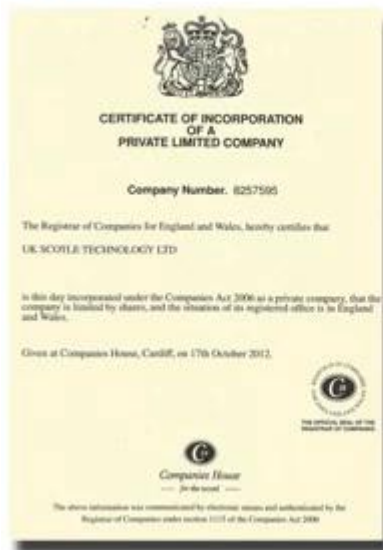 CERTIFICATE OF INCORPORATION
OF A
PRIVATE LIMITED COMPANY
Company Number. 8257595
The Registrar of Companies for England and Wales, hereby certifies that
UK SCOYLE TECHNOLOGY LTD
is this day incorporated under the Companies Act 2006 as a private company, that the
company is limited by shares, and the situation of its registered office is in England
and Wales.
Given at Companies House, Cardiff, on 17th October 2012.
THE OFFICIAL SEAL OF THE
REGISTRAR OF COMPANIES
Companies House
for the record
The above information was communicated by electronic means and authenticated by the
Registrar of Companies under section 1115 of the Companies Act 2006